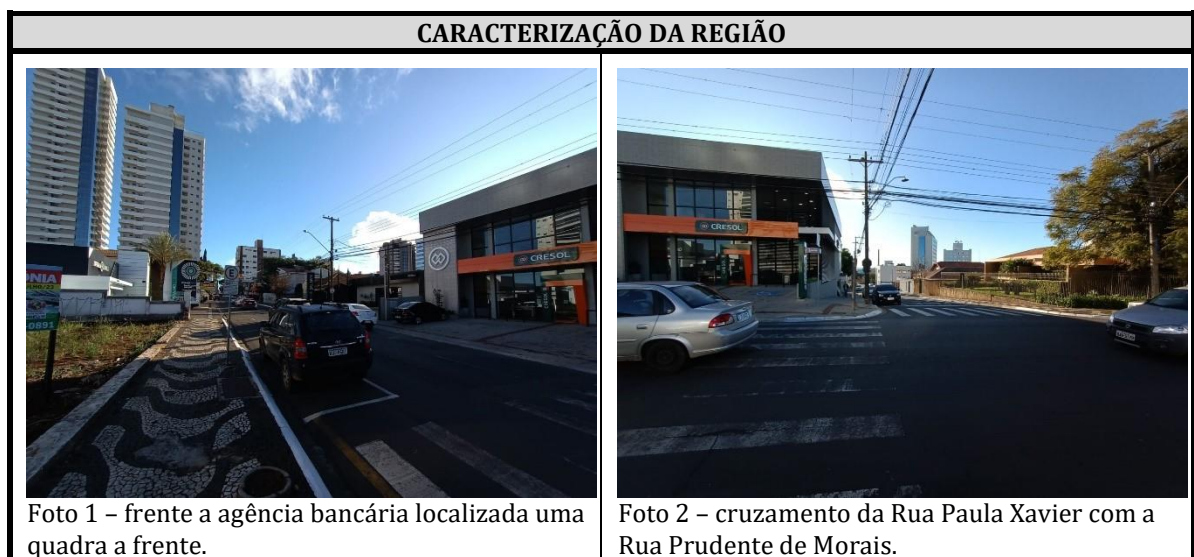 CARACTERIZAÇÃO DA REGIÃO
CRESOL
E
0891
CRESOL
Foto 1 – frente a agência bancária localizada uma
quadra a frente.
Foto 2 – cruzamento da Rua Paula Xavier com a
Rua Prudente de Morais.